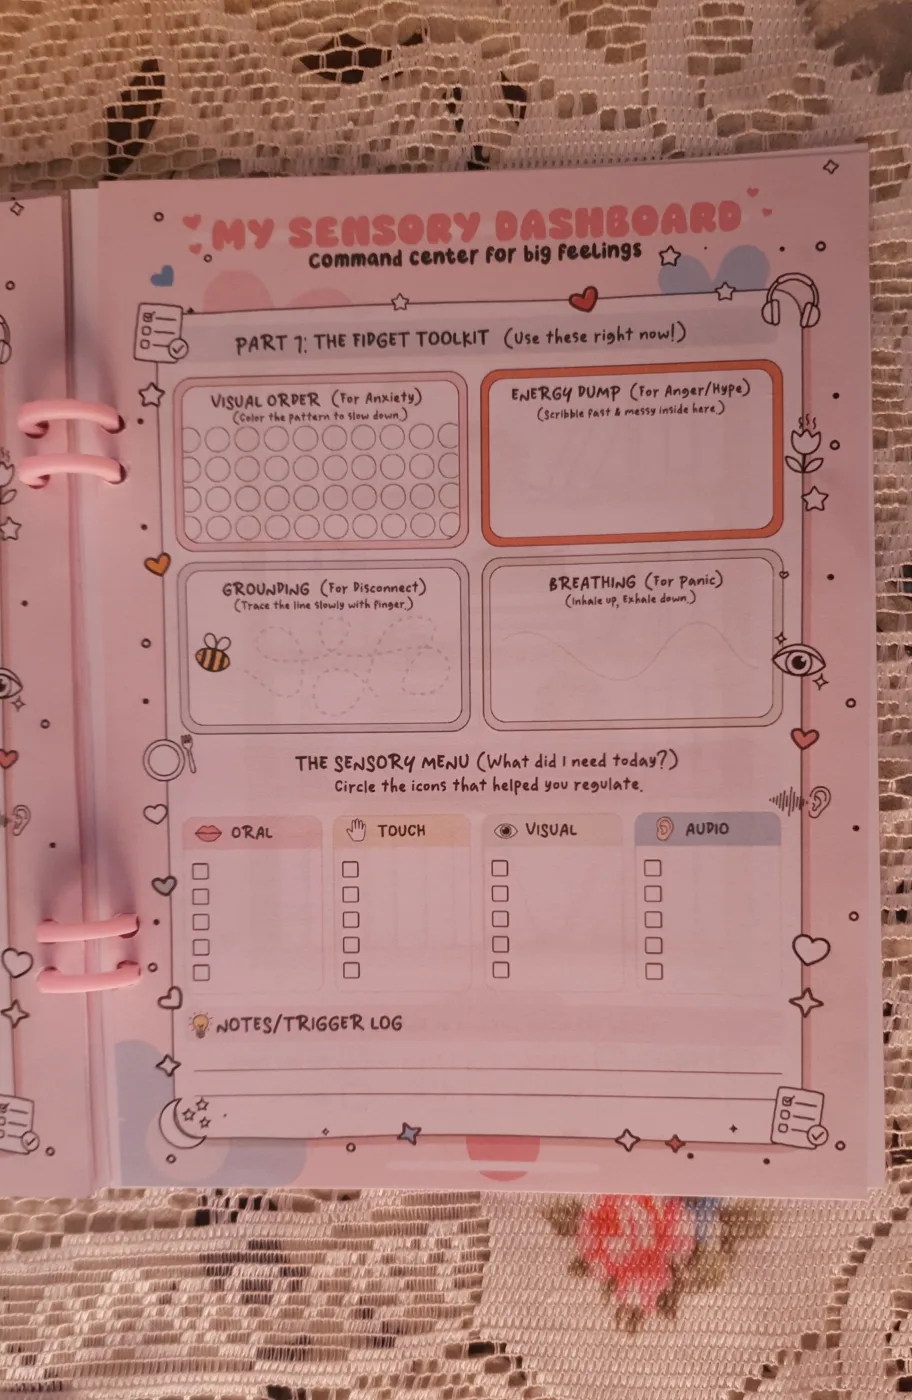 MY SENSORY DASHBOARD
Command center for big feelings
PART 1: THE FIDGET TOOLKIT (Use these right now!)
VISUAL ORDER (For Anxiety)
(Color the pattern to slow down.)
ENERGY DUMP (For Anger/Hype)
(Scribble fast & messy inside here)
GROUNDING (For Disconnect)
(Trace the line slowly with finger.)
BREATHING (For Panic)
(Inhale up, Exhale down.)
THE SENSORY MENU (What did I need today?)
Circle the icons that helped you regulate.
ORAL
TOUCH
VISUAL
AUDIO
NOTES/TRIGGER LOG